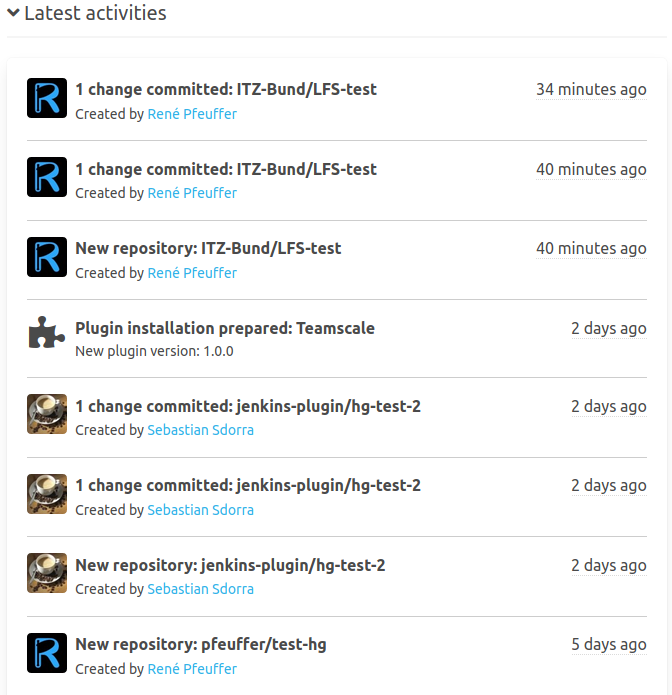 Latest activities
1 change committed: ITZ-Bund/LFS-test 34 minutes ago
Created by René Pfeuffer
1 change committed: ITZ-Bund/LFS-test 40 minutes ago
Created by René Pfeuffer
New repository: ITZ-Bund/LFS-test 40 minutes ago
Created by René Pfeuffer
Plugin installation prepared: Teamscale 2 days ago
New plugin version: 1.0.0
1 change committed: jenkins-plugin/hg-test-2 2 days ago
Created by Sebastian Sdorra
1 change committed: jenkins-plugin/hg-test-2 2 days ago
Created by Sebastian Sdorra
New repository: jenkins-plugin/hg-test-2 2 days ago
Created by Sebastian Sdorra
New repository: pfeuffer/test-hg 5 days ago
Created by René Pfeuffer